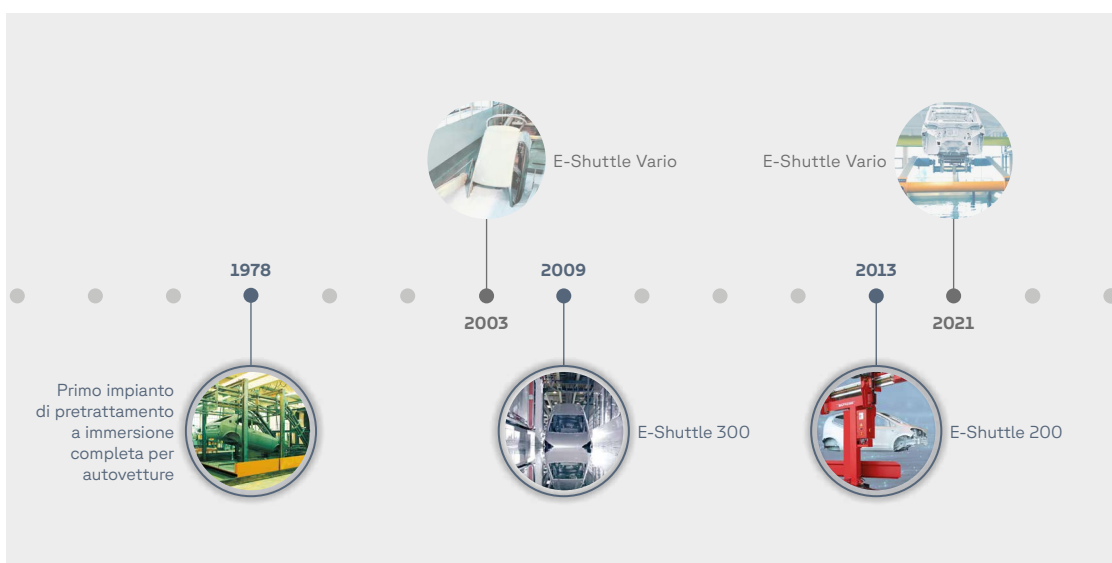 E-Shuttle Vario
E-Shuttle Vario
1978
2009
2013
2003
2021
Primo impianto
di pretrattamento
a immersione
completa per
autovetture
E-Shuttle 300
E-Shuttle 200